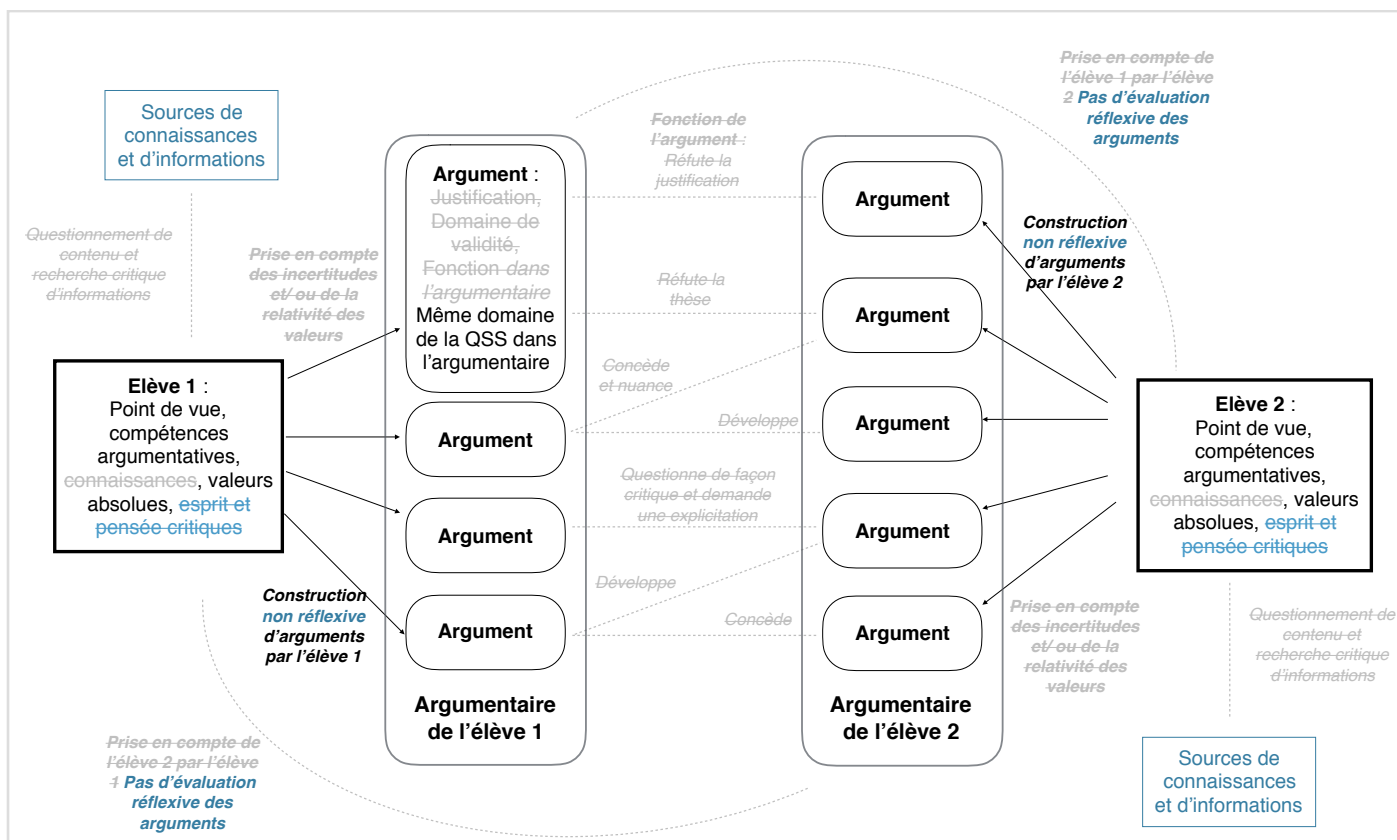 Prise en compte de
l'élève 1 par l'élève
2 Pas d'évaluation
réflexive des
arguments
Sources de
connaissances
et d'informations
Fonction de
l'argument :
Réfute la
justification
Argument :
Justification,
Domaine de
validité,
Fonction dans
l'argumentaire
Même domaine
de la QSS dans
l'argumentaire
Argument
Construction
non réflexive
d'arguments
par l'élève 2
Questionnement de
contenu et
recherche critique
d'informations
Prise en compte
des incertitudes
et/ ou de la
relativité des
valeurs
Réfute la
thèse
Argument
Elève 1 :
Point de vue,
compétences
argumentatives,
connaissances, valeurs
absolues, esprit et
pensée critiques
Concède
et nuance
Argument
Développe
Argument
Elève 2 :
Point de vue,
compétences
argumentatives,
connaissances, valeurs
absolues, esprit et
pensée critiques
Questionne de façon
critique et demande
une explicitation
Argument
Argument
Construction
non réflexive
d'arguments
par l'élève 1
Développe
Argument
Concède
Argument
Prise en compte
des incertitudes
et/ ou de la
relativité des
valeurs
Questionnement de
contenu et
recherche critique
d'informations
Argumentaire
de l'élève 1
Argumentaire
de l'élève 2
Prise en compte de
l'élève 2 par l'élève
1 Pas d'évaluation
réflexive des
arguments
Sources de
connaissances
et d'informations